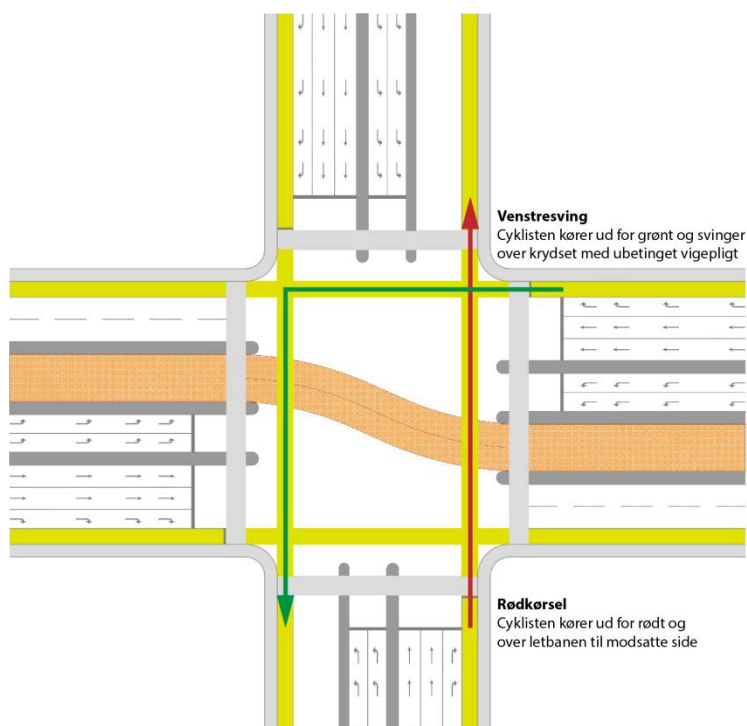 Venstresving
Cyklisten kører ud for grønt og svinger
over krydset med ubetinget vigepligt
Rødkørsel
Cyklisten kører ud for rødt og
over letbanen til modsatte side